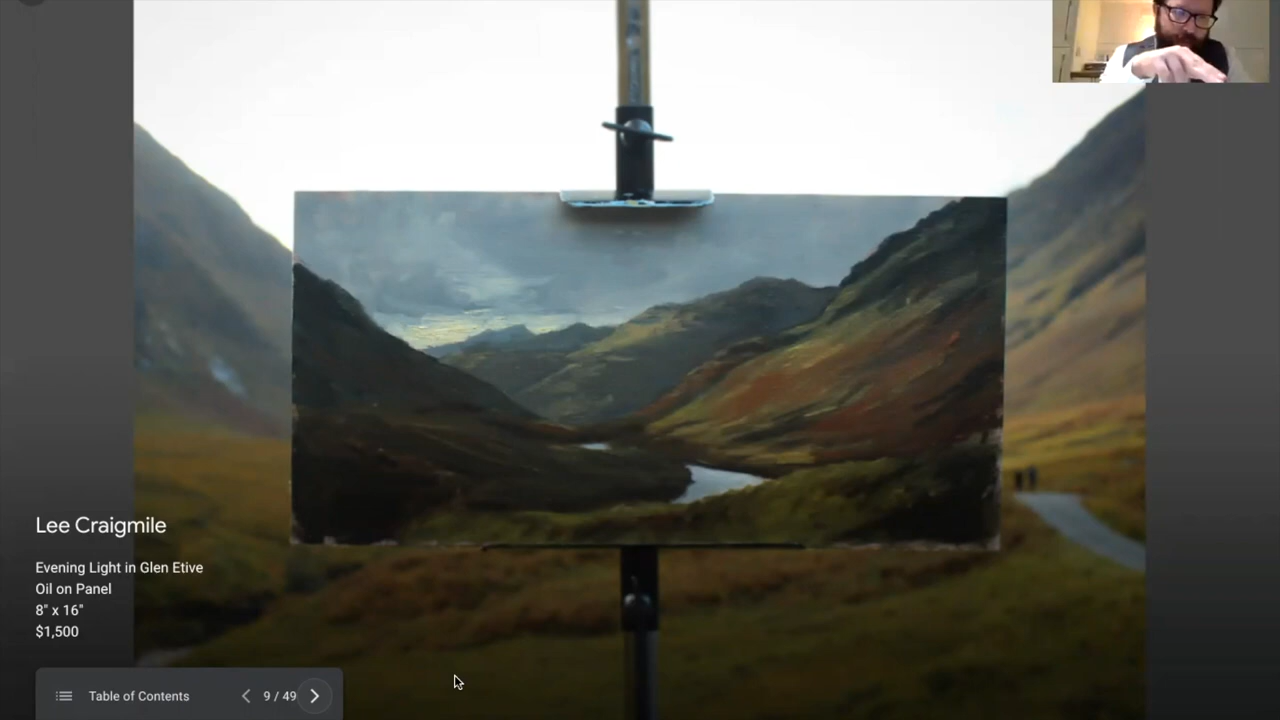 Lee Craigmile
Evening Light in Glen Etive
Oil on Panel
8" x 16"
$1,500
Table of Contents
9 / 49